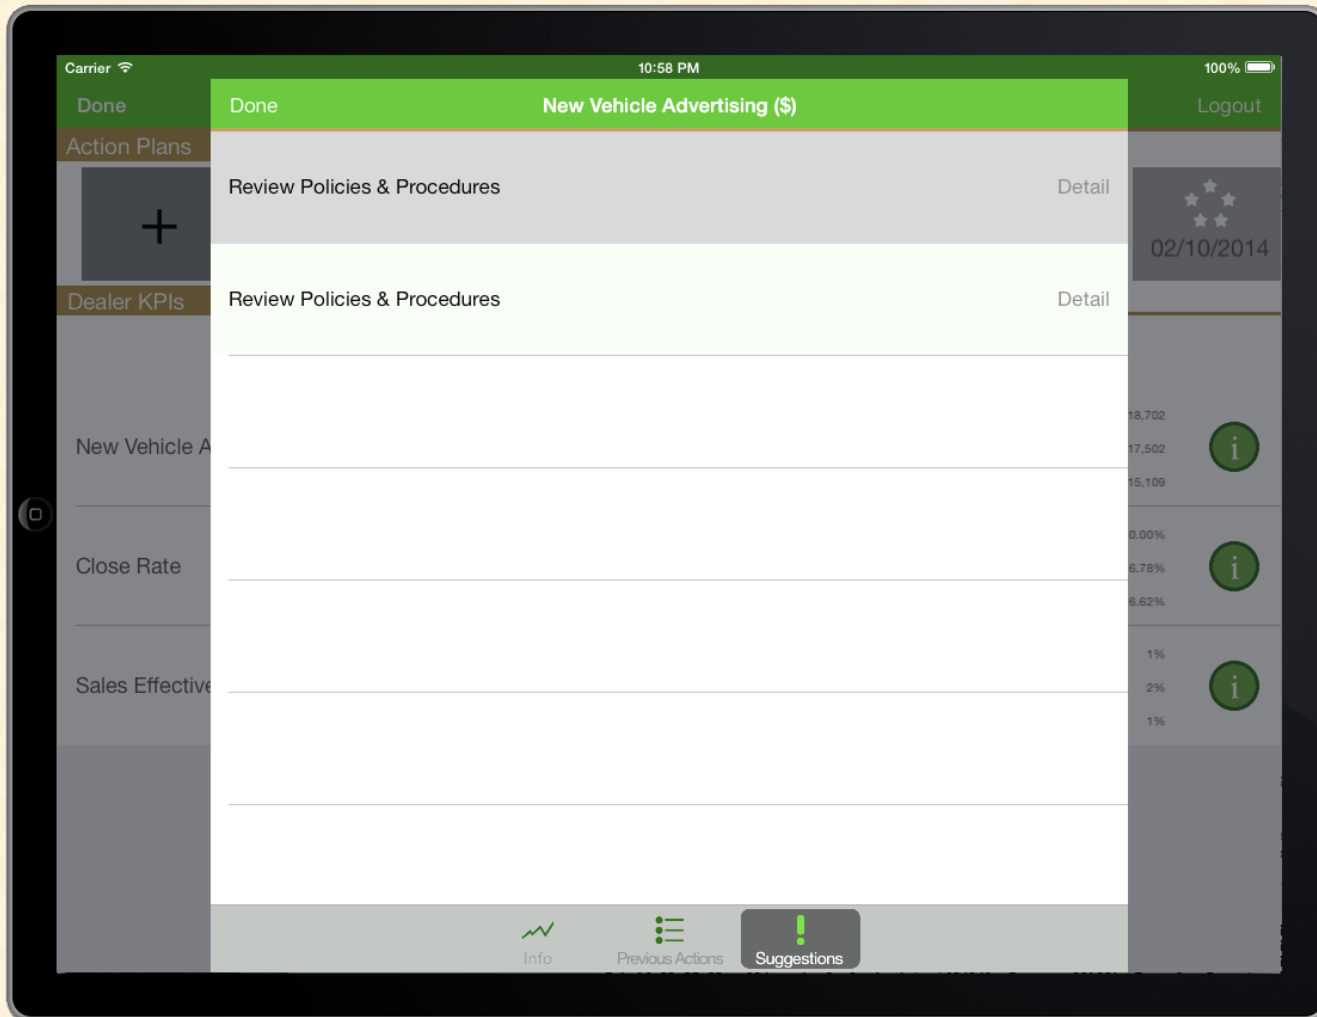 Carrier 10:58 PM 100%
Done Done New Vehicle Advertising ($) Logout
Action Plans
Review Policies & Procedures Detail
+
02/10/2014
Dealer KPIs
Review Policies & Procedures Detail
18,702
New Vehicle A 17,502 i
15,109
0.00%
Close Rate 6.78% i
6.62%
1%
Sales Effective 2% i
1%
Info Previous Actions Suggestions